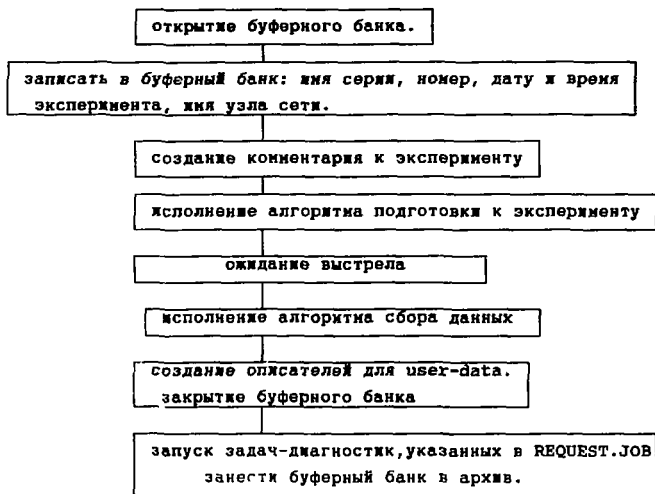 открытие буферного банка.
записать в буферный банк: имя серии, номер, дату и время
эксперимента, имя узла сети.
создание комментария к эксперименту
исполнение алгоритма подготовки к эксперименту
ожидание выстрела
исполнение алгоритма сбора данных
создание описателей для user-data.
закрытие буферного банка
запуск задач-диагностик,указанных в REQUEST.JOB
занести буферный банк в архив.